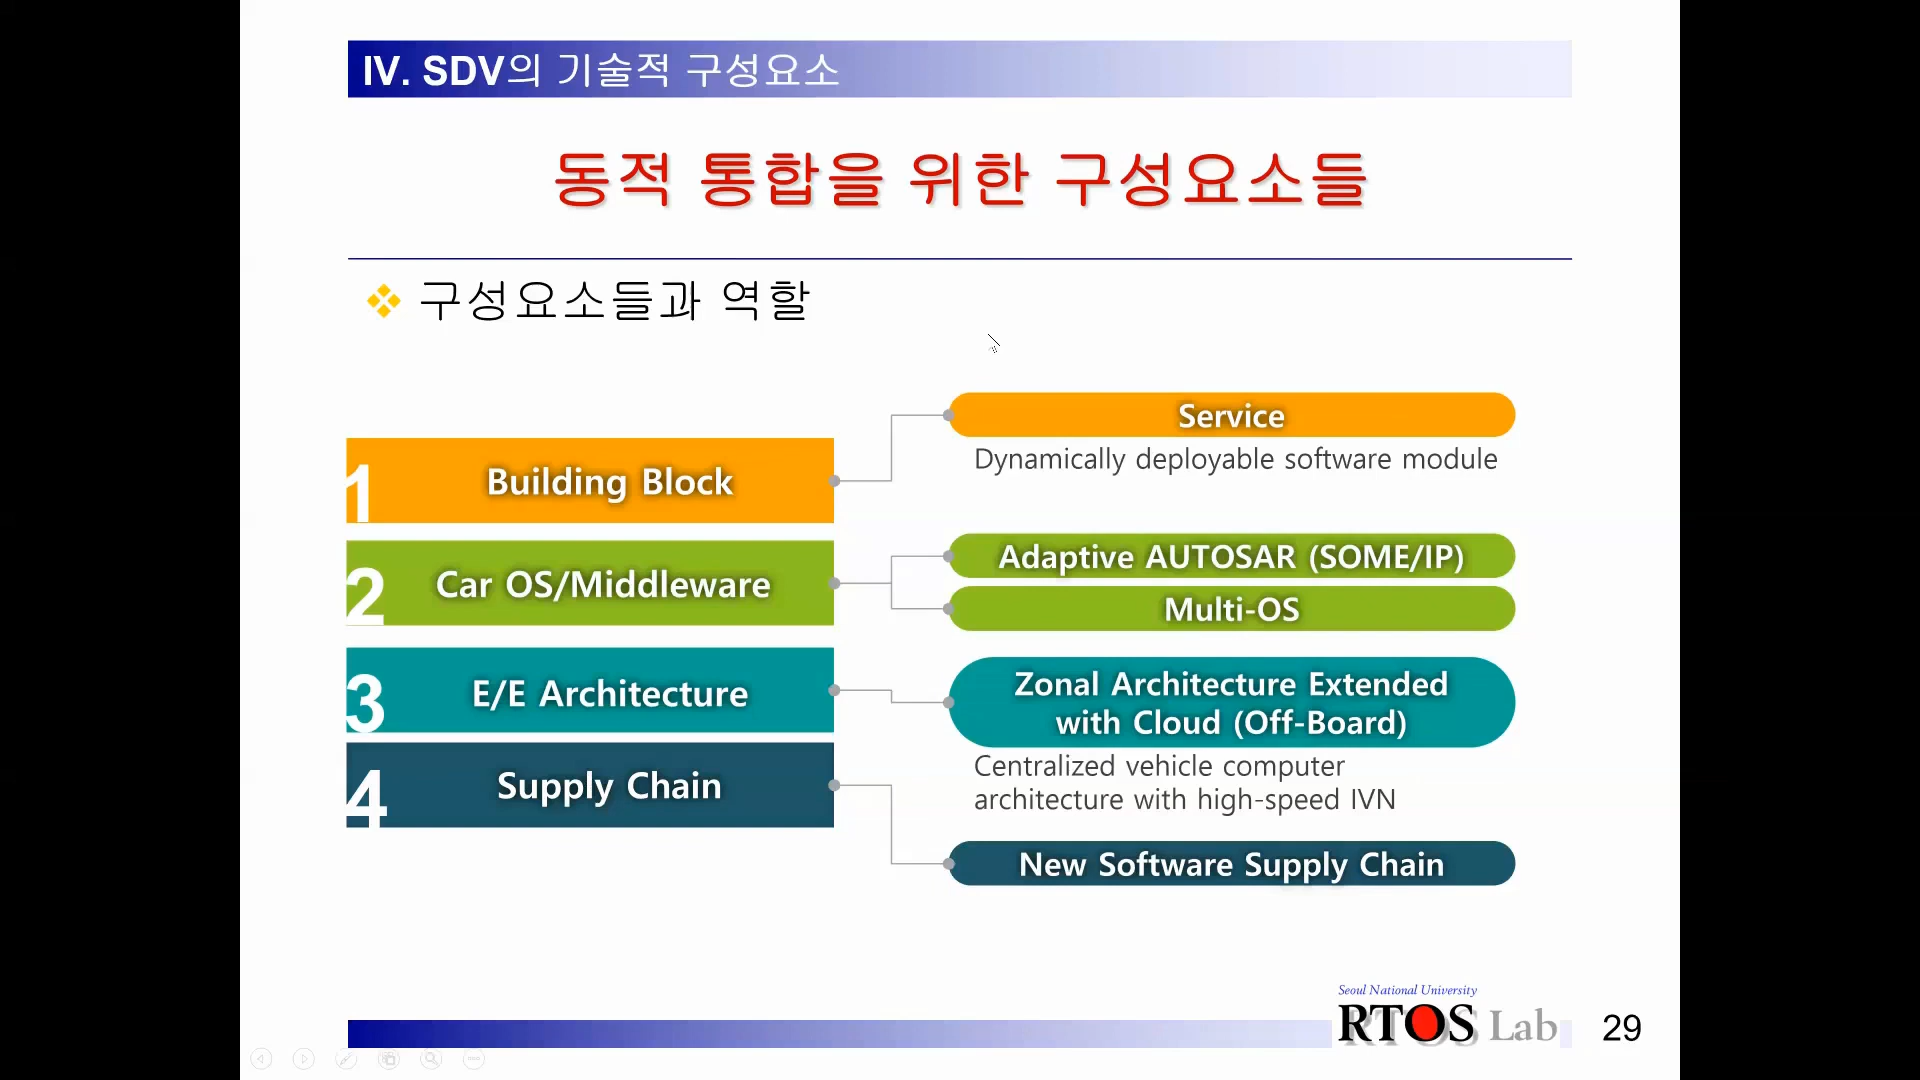 IV. SDV의 기술적 구성요소
동적 통합을 위한 구성요소들
구성요소들과 역할
1
Building Block
Service
Dynamically deployable software module
2
Car OS/Middleware
Adaptive AUTOSAR (SOME/IP)
Multi-OS
3
E/E Architecture
Zonal Architecture Extended
with Cloud (Off-Board)
Centralized vehicle computer
architecture with high-speed IVN
4
Supply Chain
New Software Supply Chain
Seoul National University
RTOS Lab
29